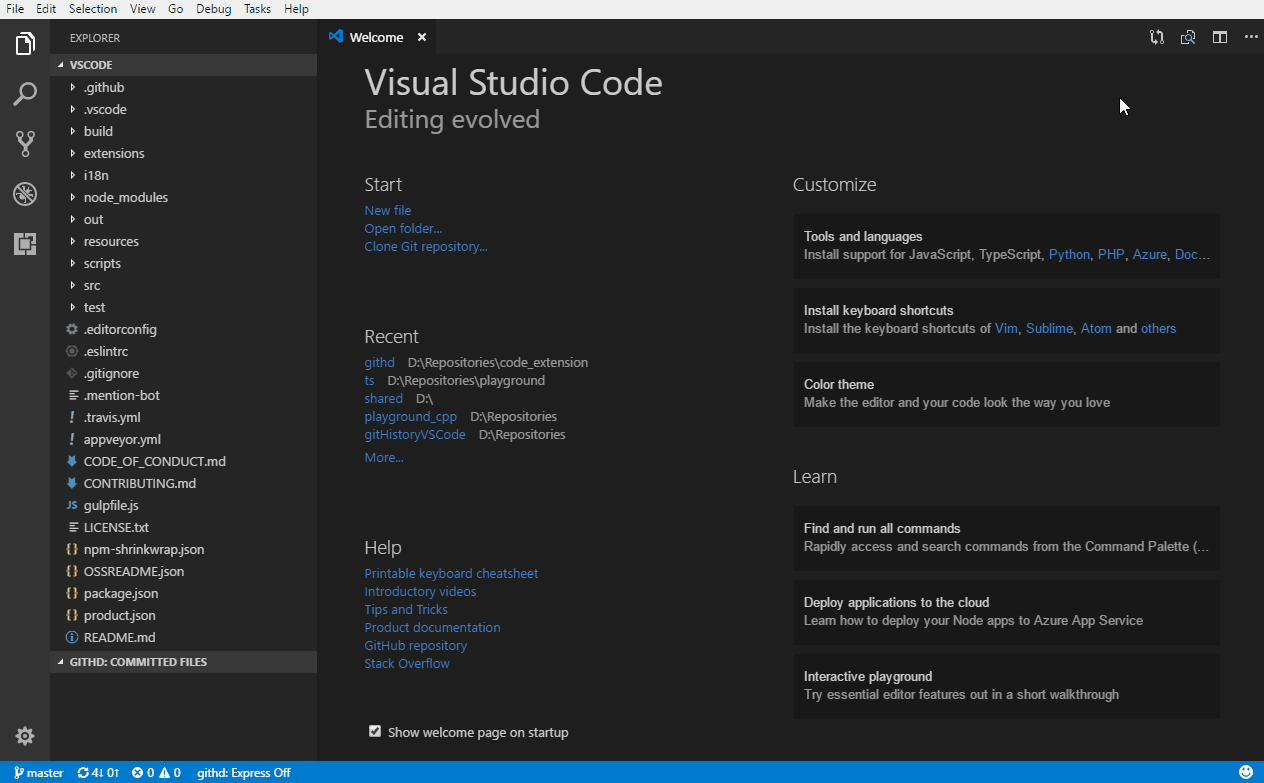 File Edit Selection View Go Debug Tasks Help
EXPLORER
VSCODE
.github
.vscode
build
extensions
i18n
node_modules
out
resources
scripts
src
test
.editorconfig
.eslintrc
.gitignore
.mention-bot
.travis.yml
appveyor.yml
CODE_OF_CONDUCT.md
CONTRIBUTING.md
JS gulpfile.js
LICENSE.txt
npm-shrinkwrap.json
OSSREADME.json
package.json
product.json
README.md
GITHD: COMMITTED FILES
Welcome
Visual Studio Code
Editing evolved
Start
New file
Open folder...
Clone Git repository...
Recent
githd D:\Repositories\code_extension
ts D:\Repositories\playground
shared D:\
playground_cpp D:\Repositories
gitHistoryVSCode D:\Repositories
More...
Help
Printable keyboard cheatsheet
Introductory videos
Tips and Tricks
Product documentation
GitHub repository
Stack Overflow
Show welcome page on startup
Customize
Tools and languages
Install support for JavaScript, TypeScript, Python, PHP, Azure, Doc...
Install keyboard shortcuts
Install the keyboard shortcuts of Vim, Sublime, Atom and others
Color theme
Make the editor and your code look the way you love
Learn
Find and run all commands
Rapidly access and search commands from the Command Palette (...
Deploy applications to the cloud
Learn how to deploy your Node apps to Azure App Service
Interactive playground
Try essential editor features out in a short walkthrough
master 4↓ 0↑ 0 0 githd: Express Off